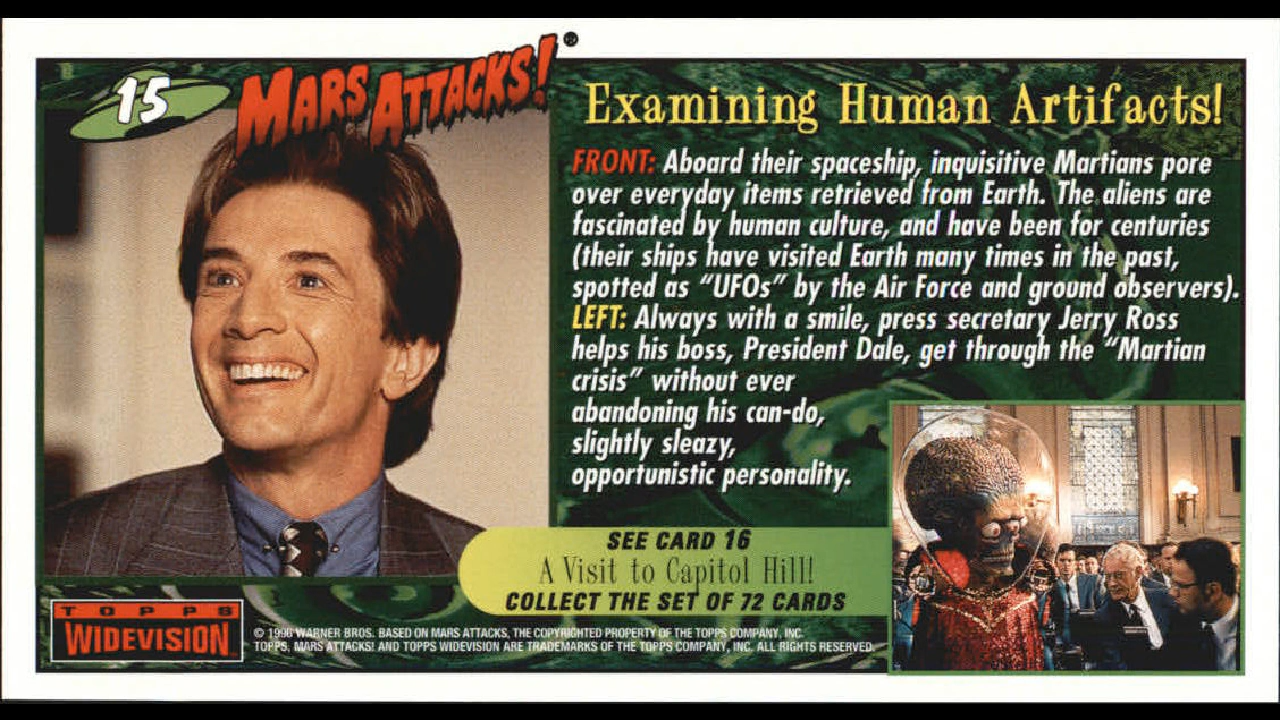 15
MARS ATTACKS!
Examining Human Artifacts!
FRONT: Aboard their spaceship, inquisitive Martians pore
over everyday items retrieved from Earth. The aliens are
fascinated by human culture, and have been for centuries
(their ships have visited Earth many times in the past,
spotted as "UFOs" by the Air Force and ground observers).
LEFT: Always with a smile, press secretary Jerry Ross
helps his boss, President Dale, get through the "Martian
crisis" without ever
abandoning his can-do,
slightly sleazy,
opportunistic personality.
SEE CARD 16
A Visit to Capitol Hill!
COLLECT THE SET OF 72 CARDS
TOPPS
WIDEVISION
© 1996 WARNER BROS. BASED ON MARS ATTACKS, THE COPYRIGHTED PROPERTY OF THE TOPPS COMPANY, INC.
TOPPS, MARS ATTACKS! AND TOPPS WIDEVISION ARE TRADEMARKS OF THE TOPPS COMPANY, INC. ALL RIGHTS RESERVED.